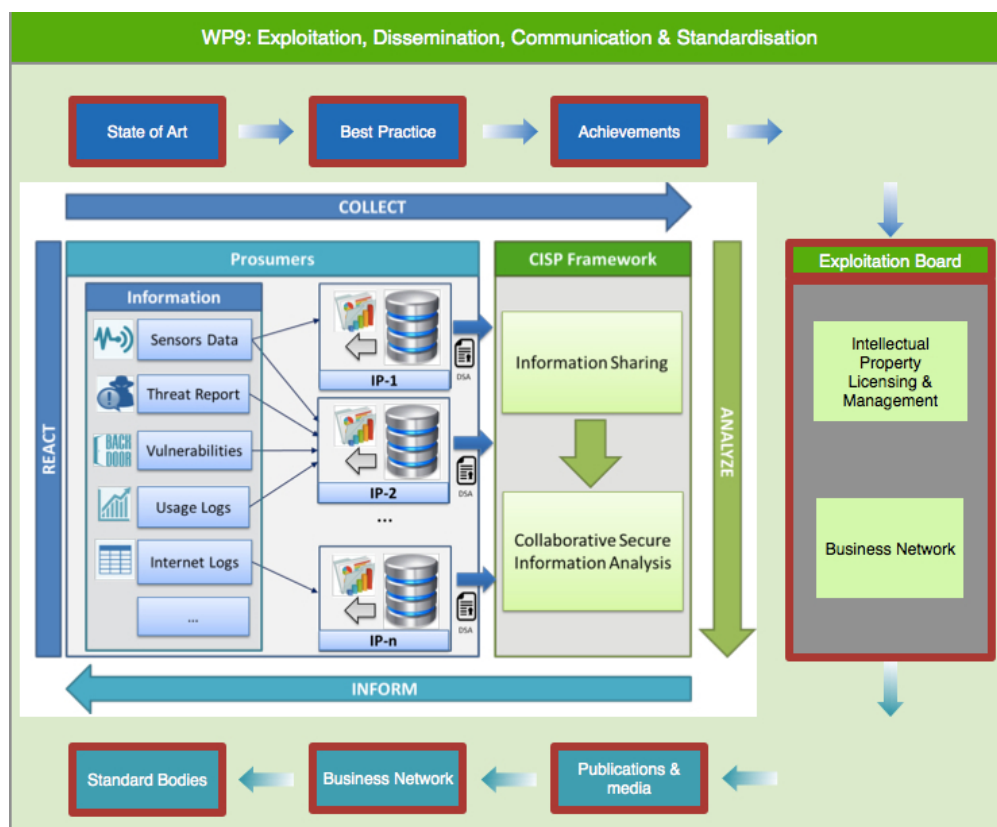 WP9: Exploitation, Dissemination, Communication & Standardisation
State of Art
Best Practice
Achievements
COLLECT
REACT
Prosumers
Information
Sensors Data
Threat Report
BACK
DOOR
Vulnerabilities
Usage Logs
Internet Logs
...
IP-1
DSA
IP-2
DSA
...
IP-n
DSA
CISP Framework
Information Sharing
Collaborative Secure
Information Analysis
ANALYZE
INFORM
Exploitation Board
Intellectual
Property
Licensing &
Management
Business Network
Standard Bodies
Business Network
Publications &
media